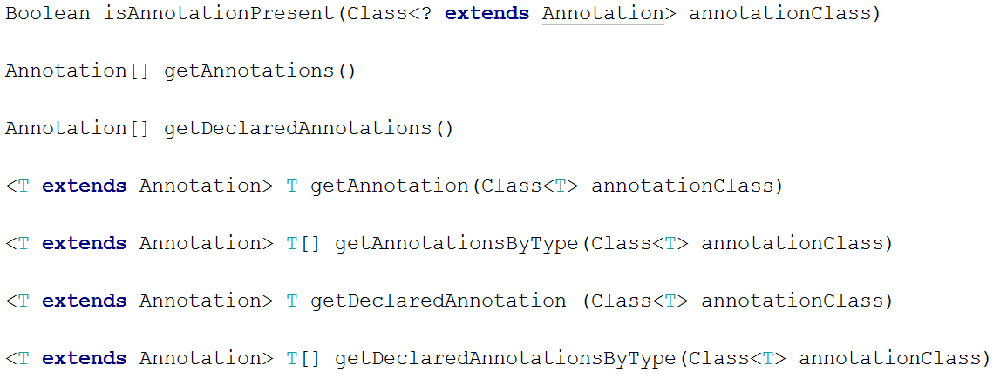 Boolean isAnnotationPresent(Class<? extends Annotation> annotationClass)
Annotation[] getAnnotations()
Annotation[] getDeclaredAnnotations()
<T extends Annotation> T getAnnotation(Class<T> annotationClass)
<T extends Annotation> T[] getAnnotationsByType(Class<T> annotationClass)
<T extends Annotation> T getDeclaredAnnotation (Class<T> annotationClass)
<T extends Annotation> T[] getDeclaredAnnotationsByType(Class<T> annotationClass)